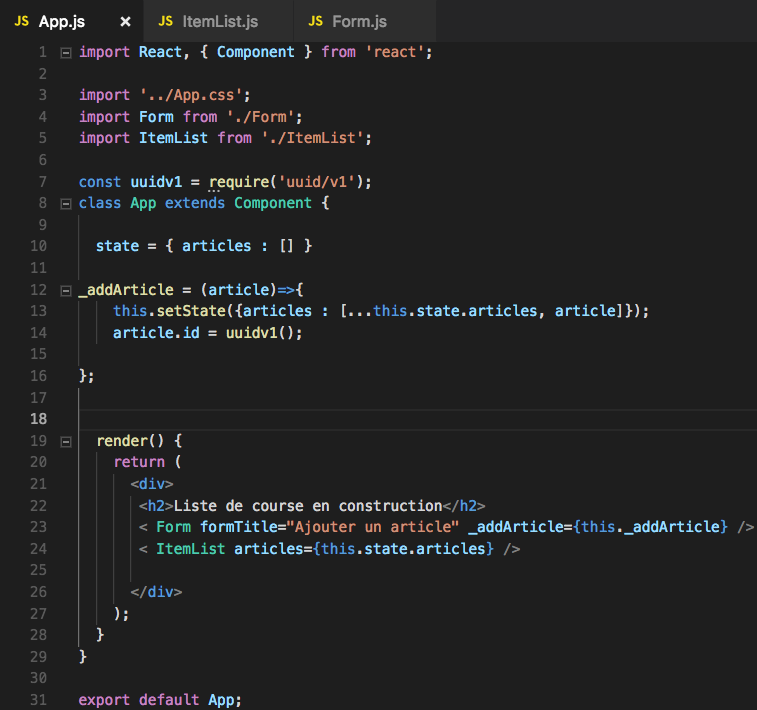 JS App.js × JS ItemList.js JS Form.js
1 import React, { Component } from 'react';
2
3 import '../App.css';
4 import Form from './Form';
5 import ItemList from './ItemList';
6
7 const uuidv1 = require('uuid/v1');
8 class App extends Component {
9
10 state = { articles : [] }
11
12 _addArticle = (article)=>{
13 this.setState({articles : [...this.state.articles, article]});
14 article.id = uuidv1();
15
16 };
17
18
19 render() {
20 return (
21 <div>
22 <h2>Liste de course en construction</h2>
23 < Form formTitle="Ajouter un article" _addArticle={this._addArticle} />
24 < ItemList articles={this.state.articles} />
25
26 </div>
27 );
28 }
29 }
30
31 export default App;